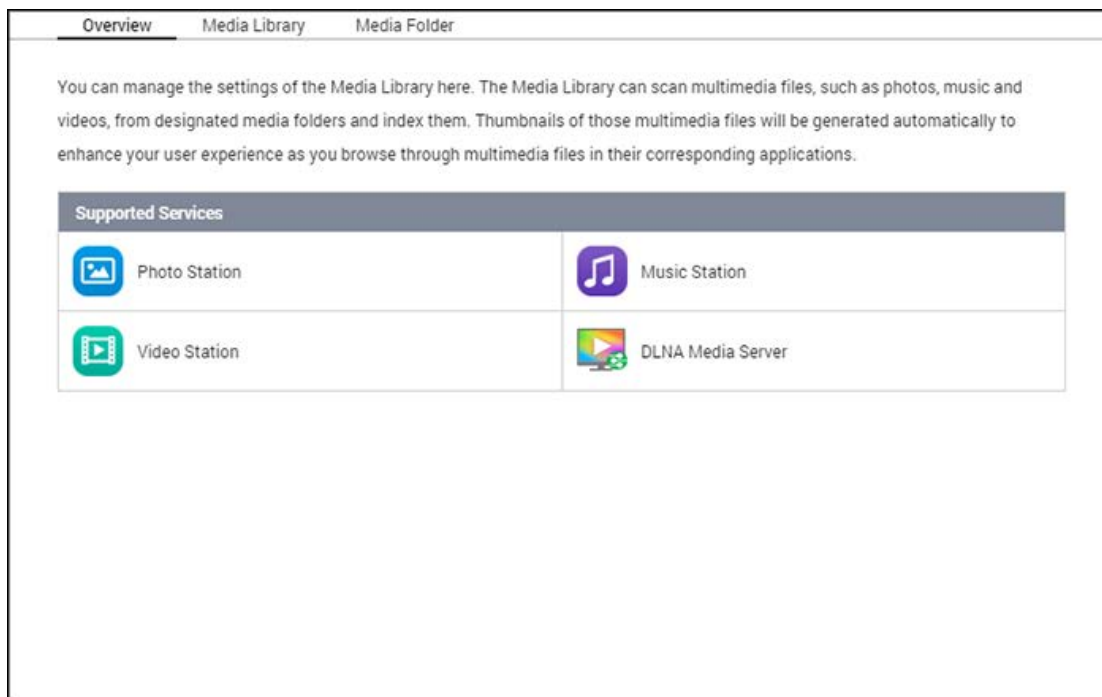 Overview Media Library Media Folder
You can manage the settings of the Media Library here. The Media Library can scan multimedia files, such as photos, music and
videos, from designated media folders and index them. Thumbnails of those multimedia files will be generated automatically to
enhance your user experience as you browse through multimedia files in their corresponding applications.
Supported Services
Photo Station Music Station
Video Station DLNA Media Server